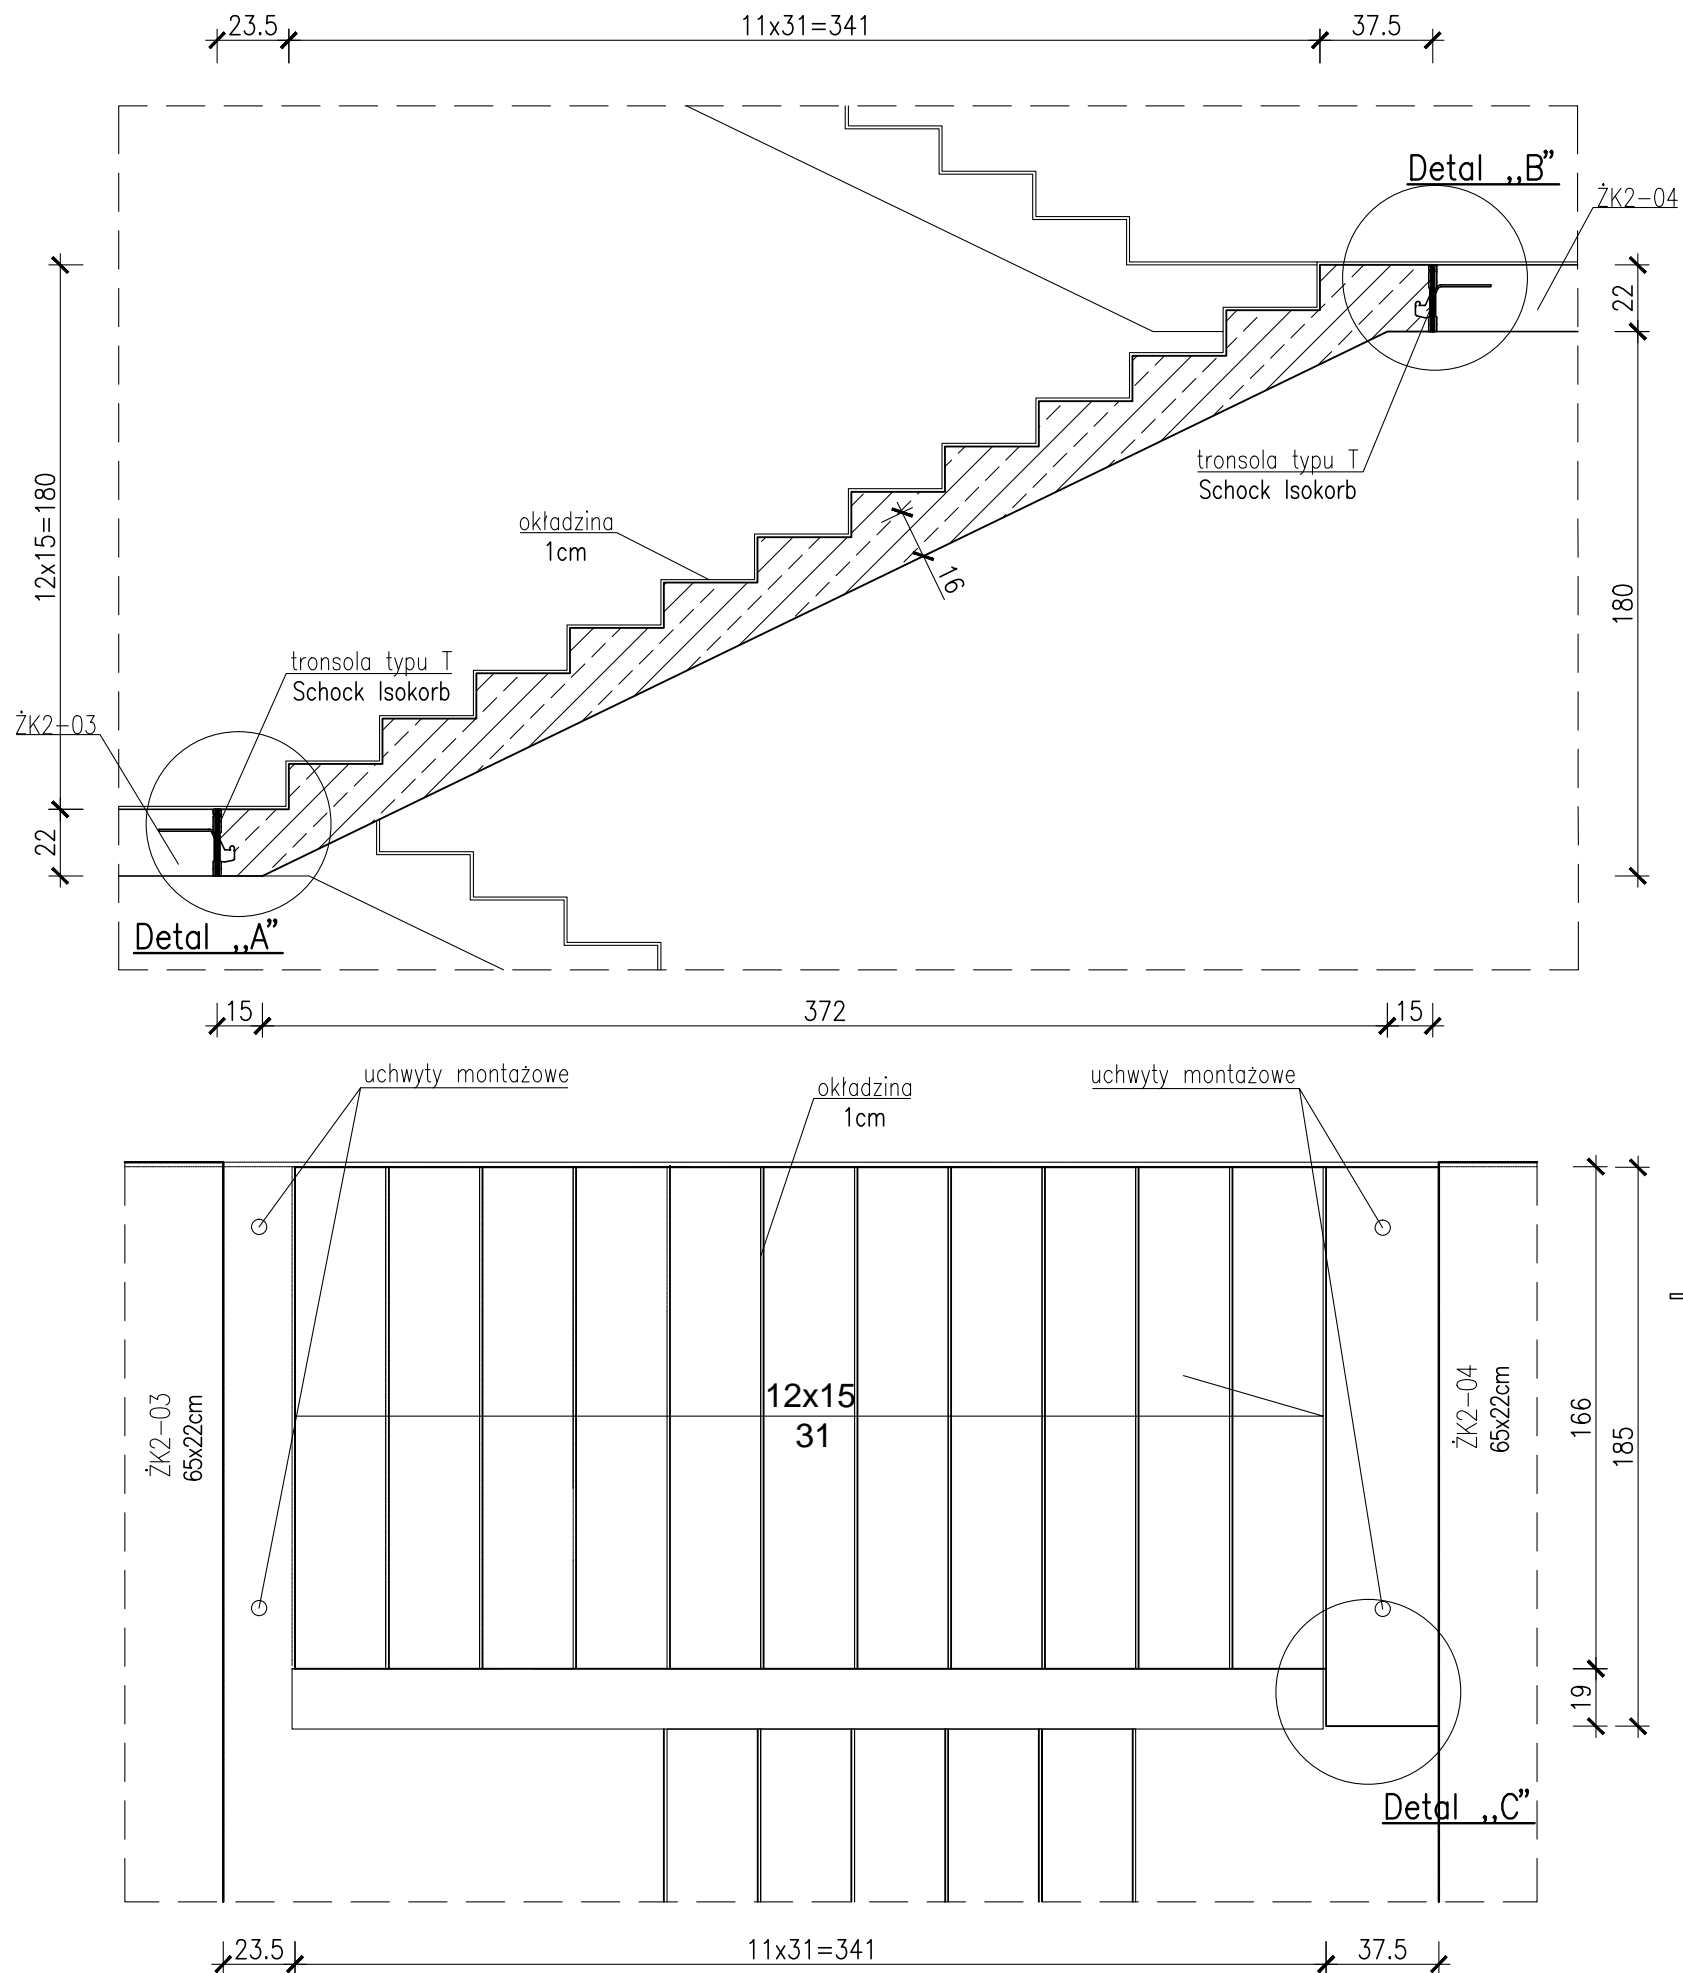 23.5
11x31=341
37.5
Detal ,,B”
ŻK2-04
22
12x15=180
tronsola typu T
Schock Isokorb
okładzina
1cm
16
180
tronsola typu T
Schock Isokorb
ŻK2-03
22
Detal ,,A”
15
372
15
uchwyty montażowe
okładzina
1cm
uchwyty montażowe
12x15
31
ŻK2-03
65x22cm
ŻK2-04
65x22cm
166
185
19
Detal ,,C”
23.5
11x31=341
37.5